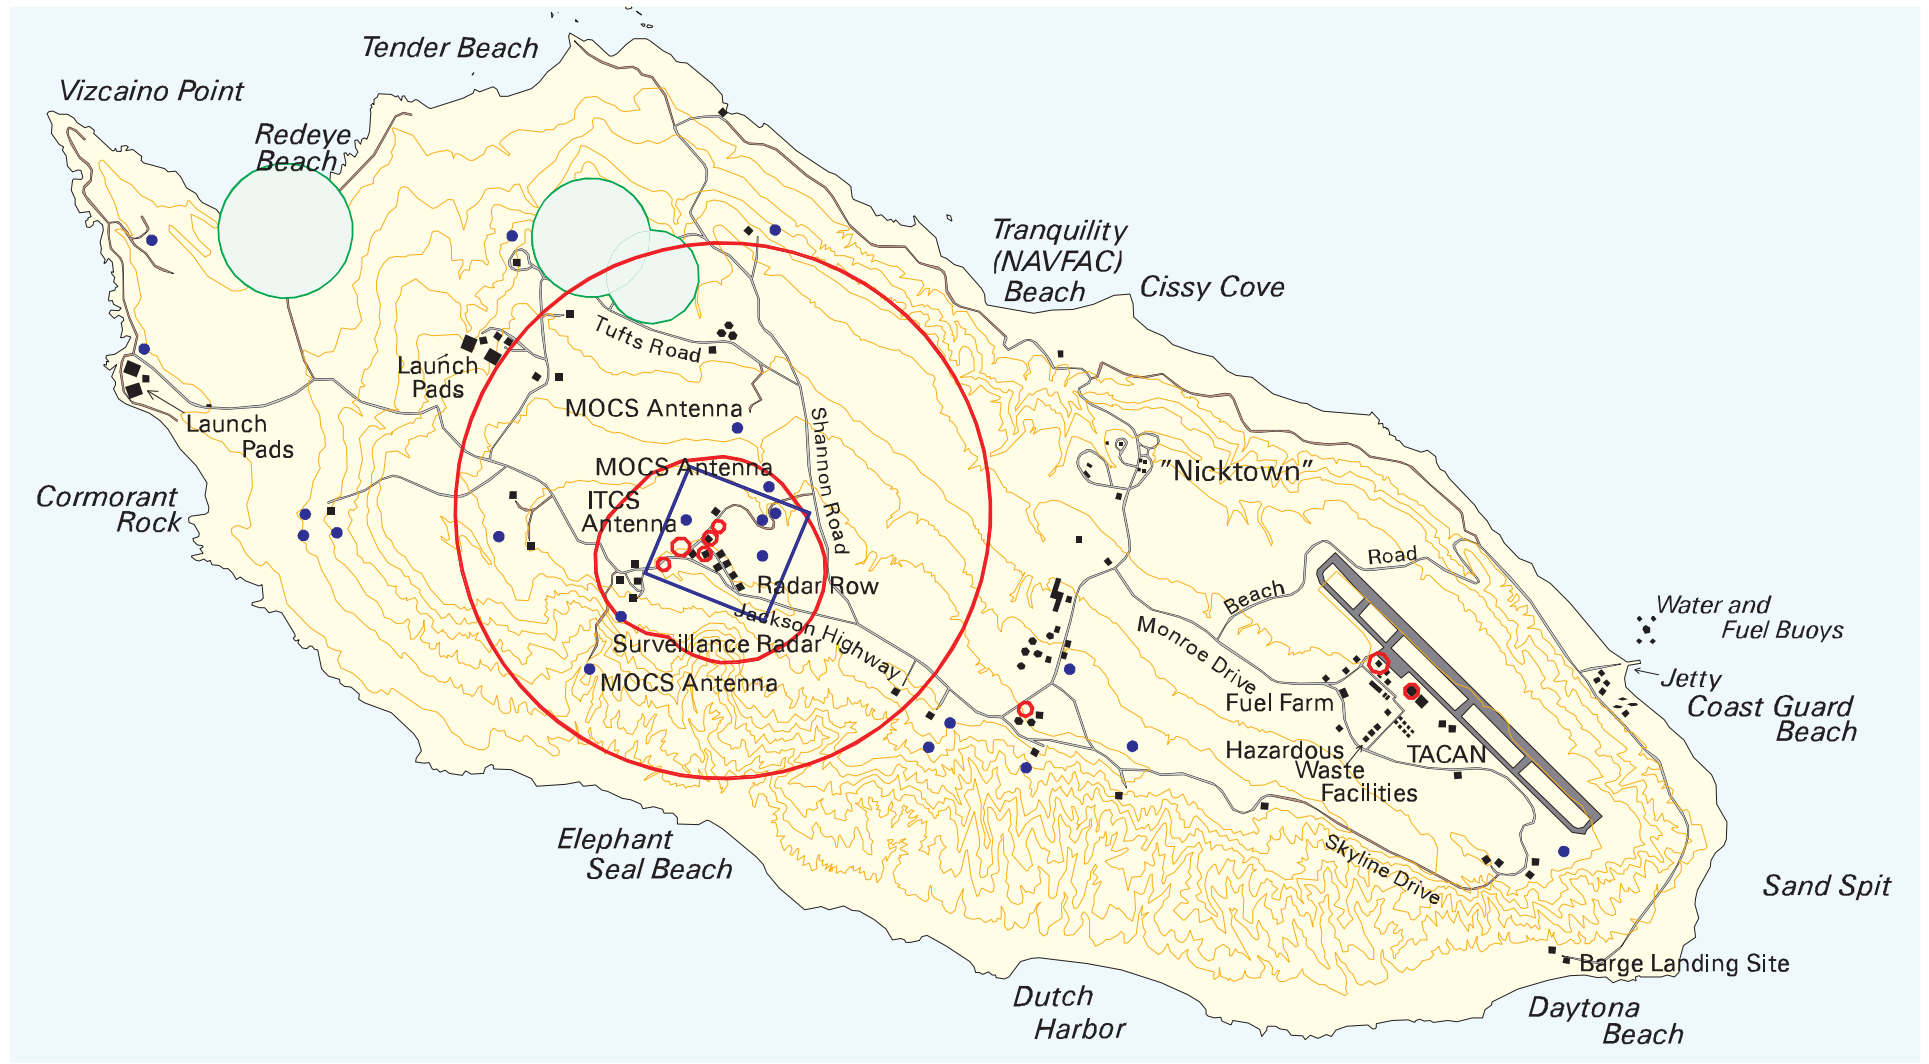 Tender Beach
Vizcaino Point
Redeye
Beach
Tranquility
(NAVFAC)
Beach
Cissy Cove
Tufts Road
Launch
Pads
MOCS Antenna
Launch
Pads
Shannon Road
MOCS Antenna
"Nicktown"
Cormorant
Rock
ITCS
Antenna
Road
Beach
Radar Row
Water and
Fuel Buoys
Jackson Highway
Monroe Drive
Surveillance Radar
MOCS Antenna
Jetty
Fuel Farm
Coast Guard
Beach
Hazardous
Waste
Facilities
TACAN
Elephant
Seal Beach
Skyline Drive
Sand Spit
Barge Landing Site
Dutch
Harbor
Daytona
Beach